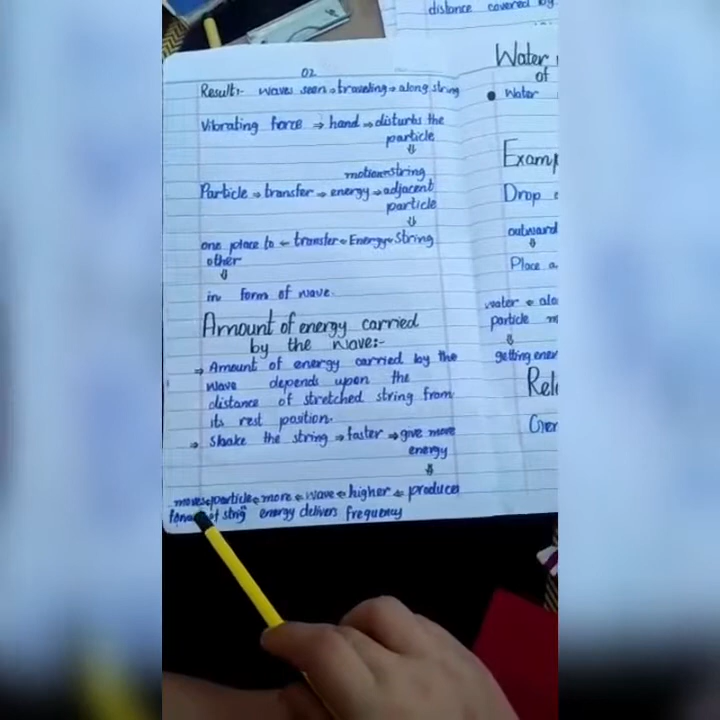 distance covered by
02
Result:- waves seen → traveling → along string
Vibrating force ⇒ hand → disturbs the
particle
⇓
motion string
Particle → transfer → energy → adjacent
particle
⇓
one place to ← transfer ← Energy ← String
other
⇓
in form of wave.
Amount of energy carried
by the wave:-
→ Amount of energy carried by the
wave depends upon the
distance of stretched string from
its rest position.
→ Shake the string → faster → give more
energy
⇓
moves ← particle ← more ← wave ← higher ← produces
of string energy delivers frequency
Water
of
• Water
Examp
Drop
outward
⇓
Place a
water ← alo
particle m
⇓
getting ener
Rela
Gen